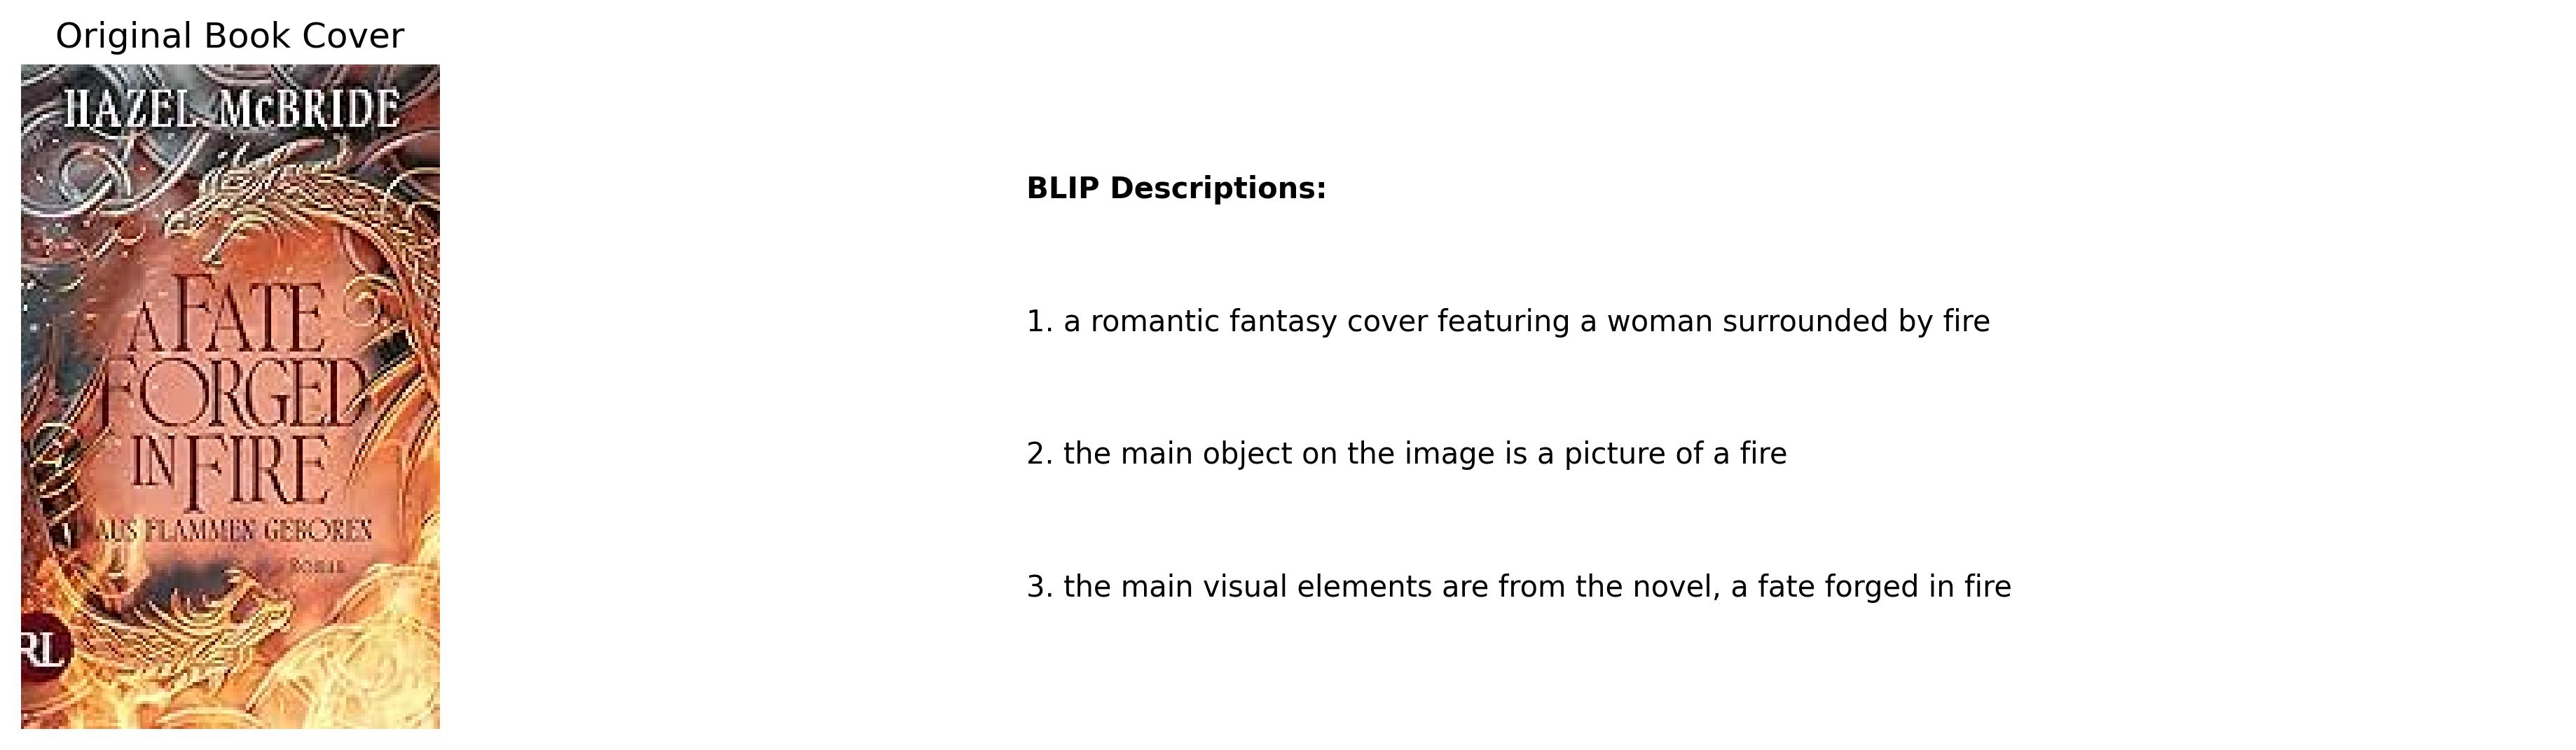 Original Book Cover
HAZEL McBRIDE
A FATE
FORGED
IN FIRE
AUS FLAMMEN GEBOREN
ROMAN
RL
BLIP Descriptions:
1. a romantic fantasy cover featuring a woman surrounded by fire
2. the main object on the image is a picture of a fire
3. the main visual elements are from the novel, a fate forged in fire